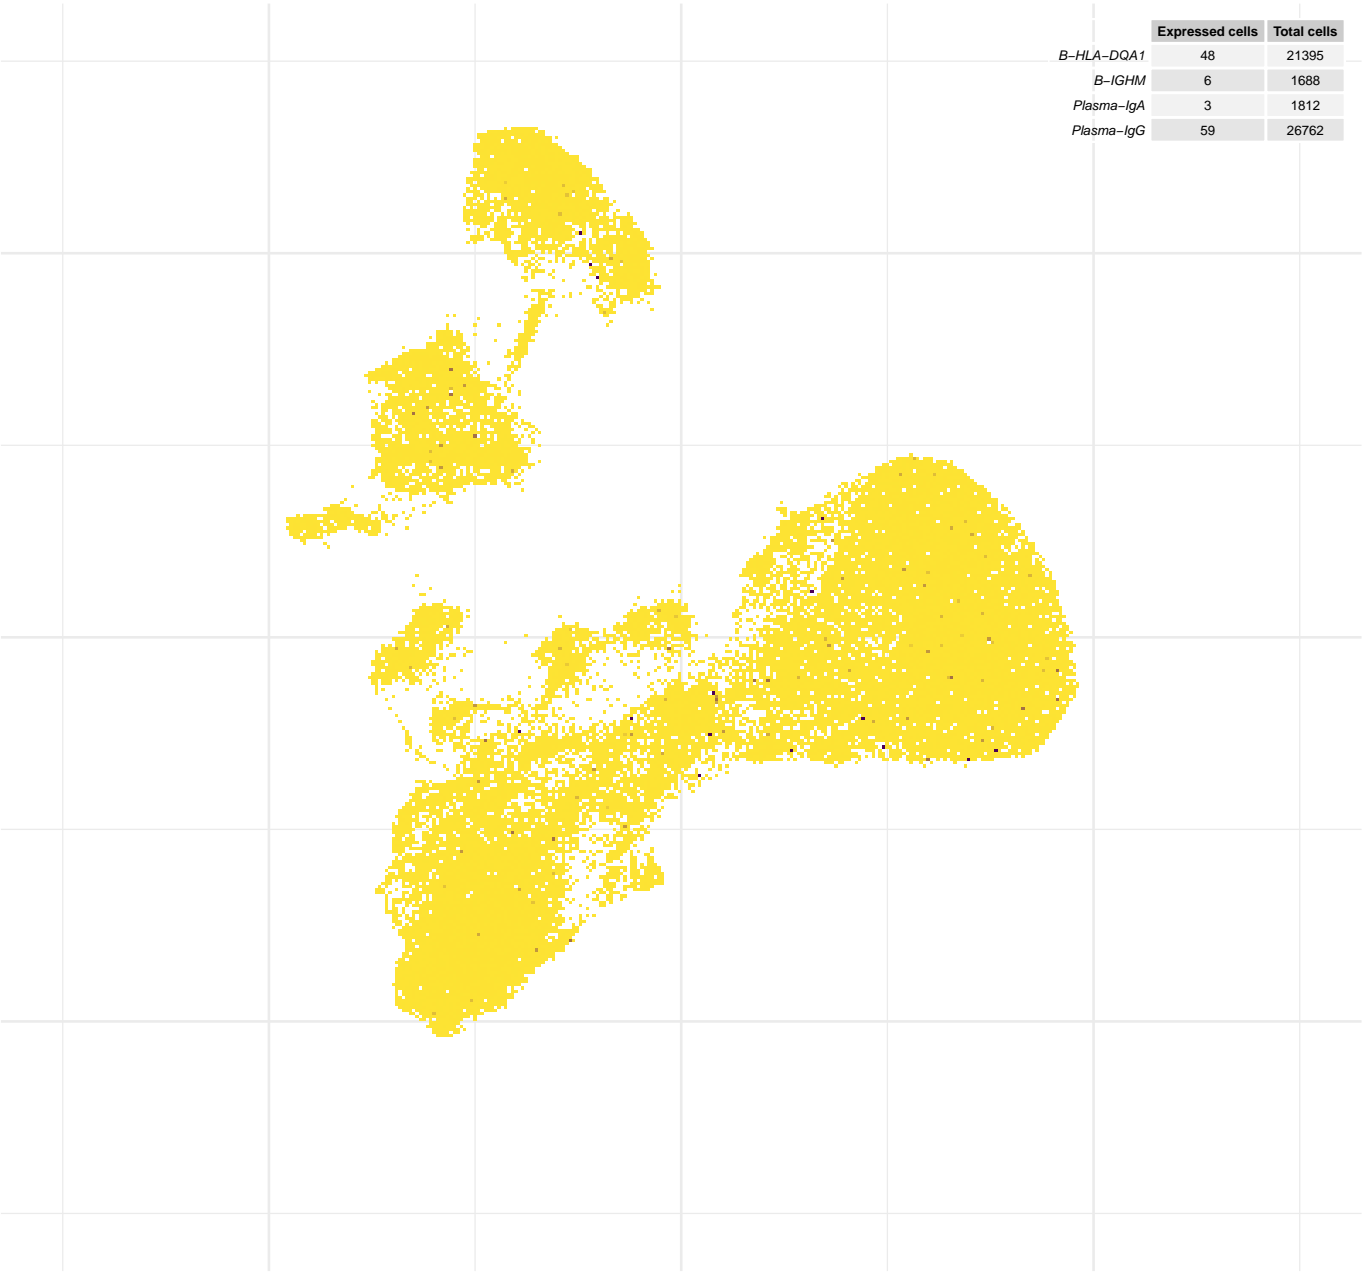 Expressed cells Total cells
B−HLA−DQA1 48 21395
B−IGHM 6 1688
Plasma−IgA 3 1812
Plasma−IgG 59 26762